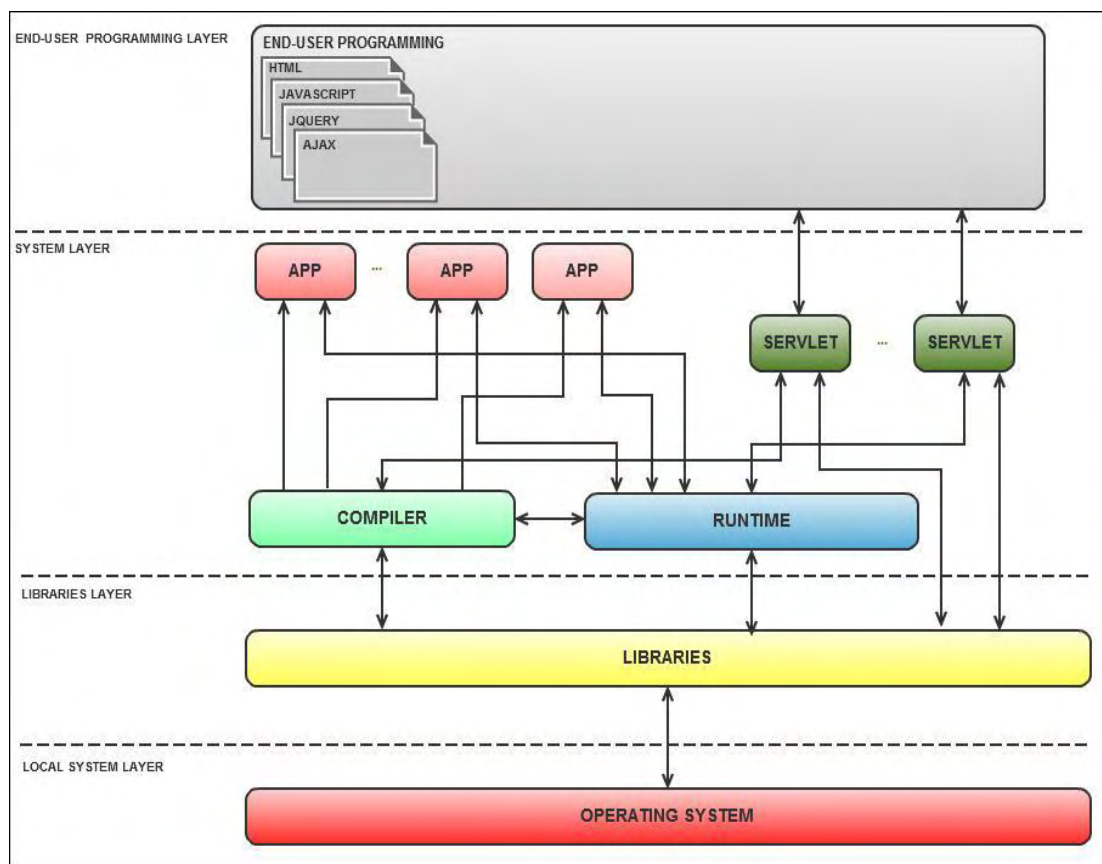 END-USER PROGRAMMING LAYER
END-USER PROGRAMMING
HTML
JAVASCRIPT
JQUERY
AJAX
SYSTEM LAYER
APP
...
APP
APP
SERVLET
...
SERVLET
COMPILER
RUNTIME
LIBRARIES LAYER
LIBRARIES
LOCAL SYSTEM LAYER
OPERATING SYSTEM